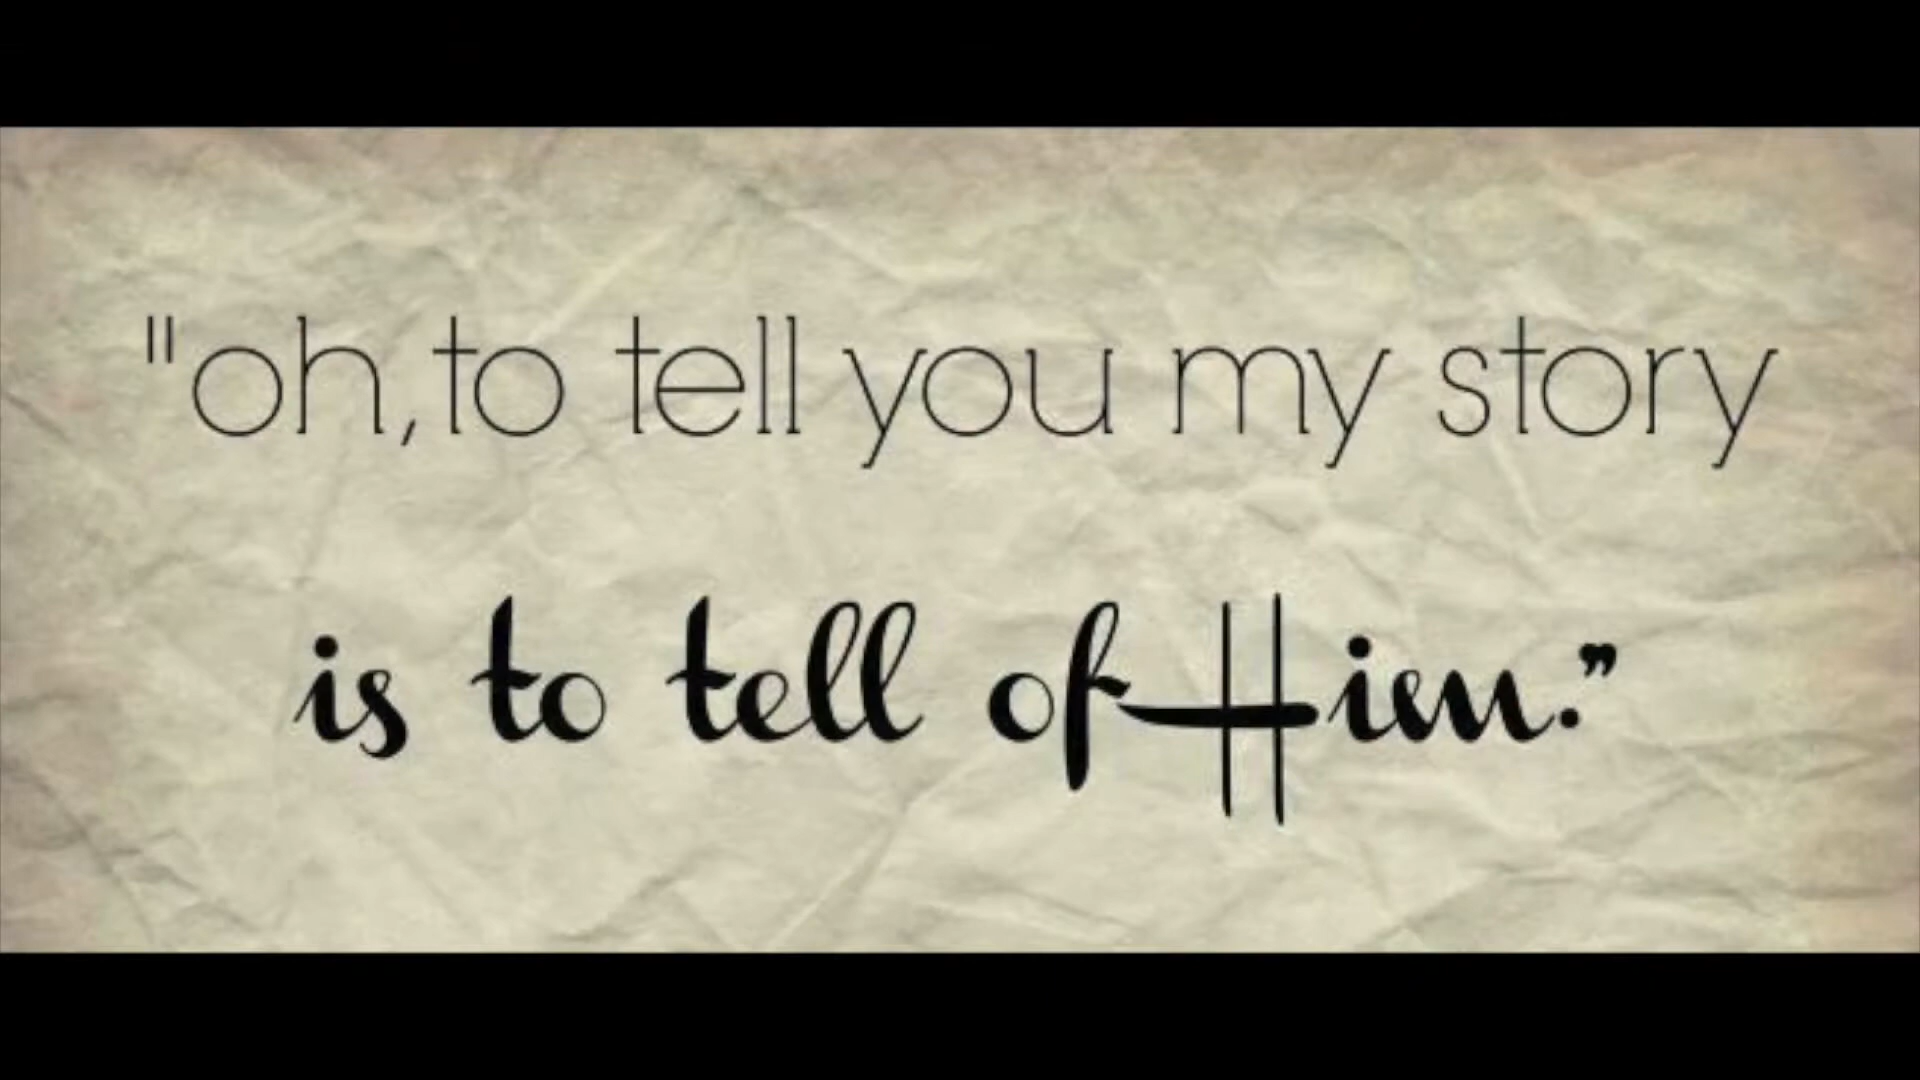 "oh, to tell you my story
is to tell of Him.”